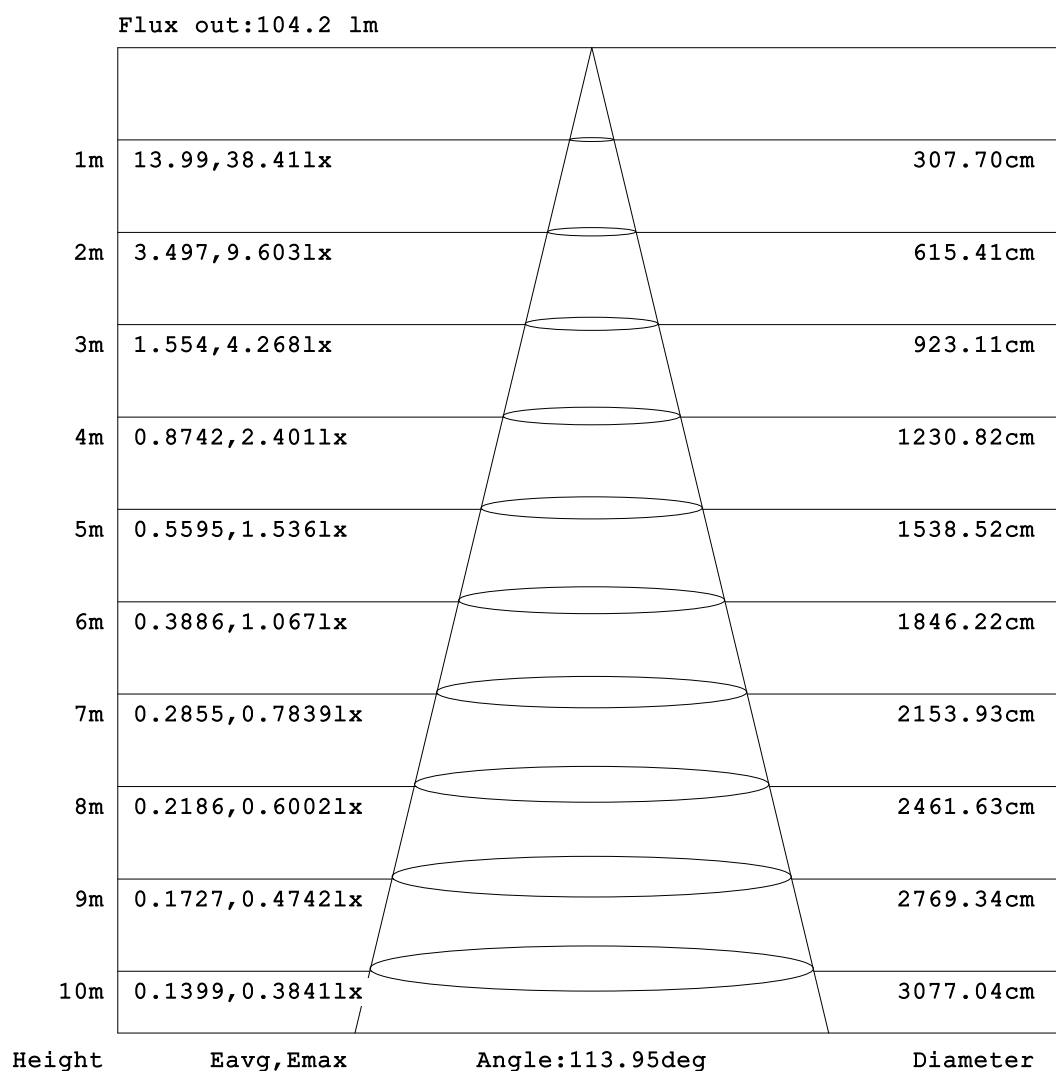 Flux out:104.2 lm
1m 13.99,38.41lx 307.70cm
2m 3.497,9.603lx 615.41cm
3m 1.554,4.268lx 923.11cm
4m 0.8742,2.401lx 1230.82cm
5m 0.5595,1.536lx 1538.52cm
6m 0.3886,1.067lx 1846.22cm
7m 0.2855,0.7839lx 2153.93cm
8m 0.2186,0.6002lx 2461.63cm
9m 0.1727,0.4742lx 2769.34cm
10m 0.1399,0.3841lx 3077.04cm
Height Eavg,Emax Angle:113.95deg Diameter